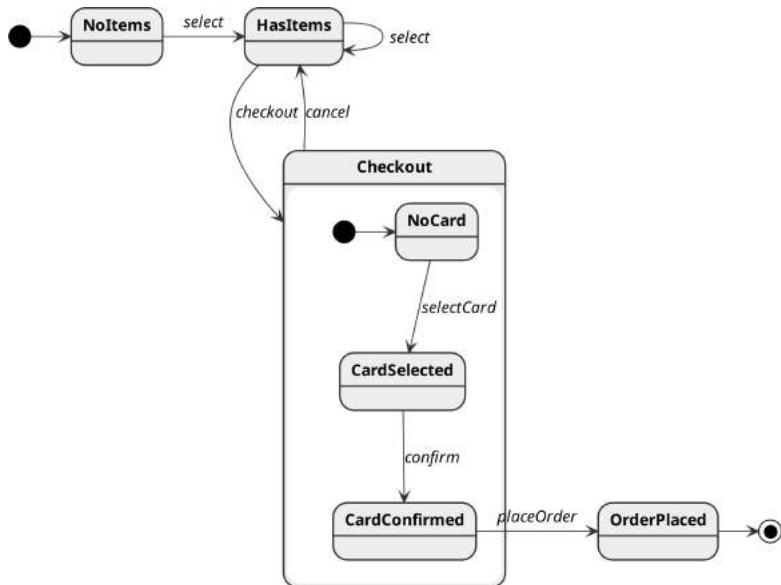 NoItems
select
HasItems
select
checkout
cancel
Checkout
NoCard
selectCard
CardSelected
confirm
CardConfirmed
placeOrder
OrderPlaced